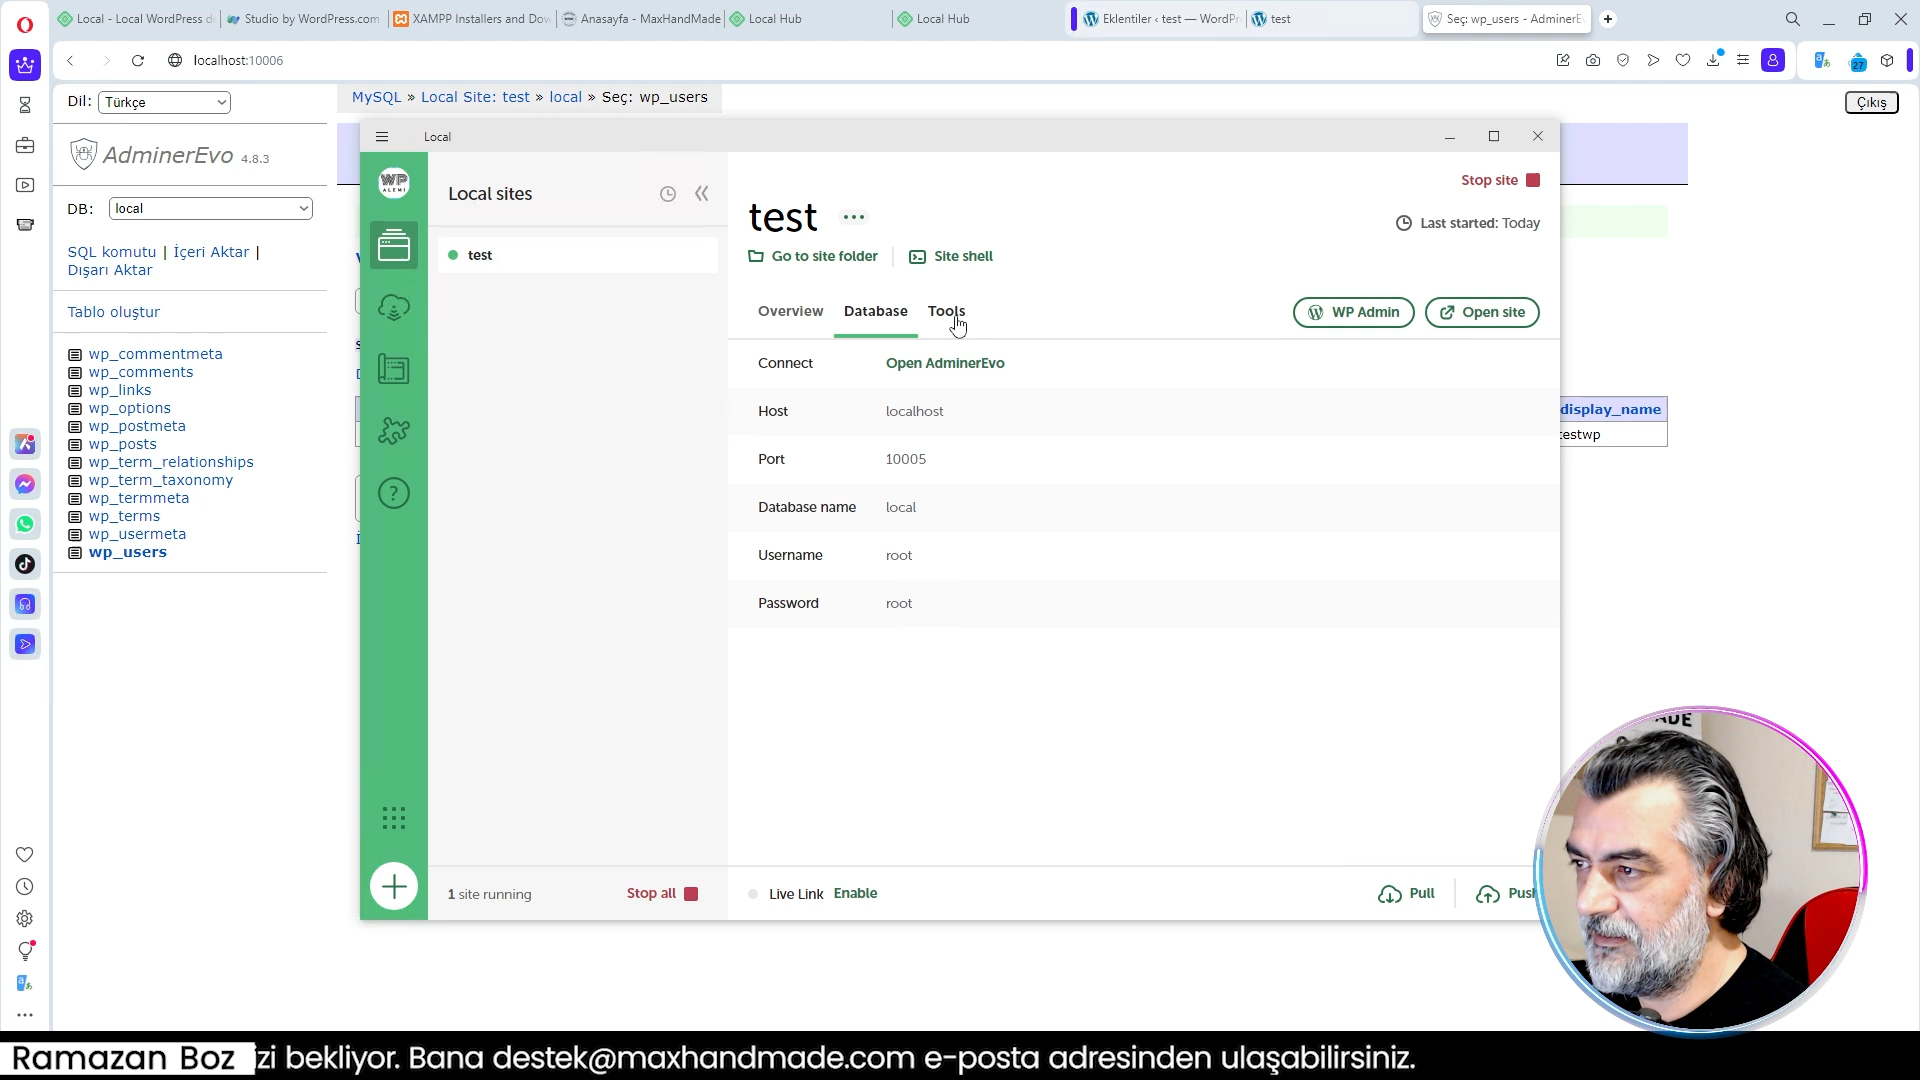 Local - Local WordPress d
Studio by WordPress.com
XAMPP Installers and Dow
Anasayfa - MaxHandMade
Local Hub
Local Hub
Eklentiler ‹ test — WordPr
test
Seç: wp_users - AdminerE
localhost:10006
27
Dil: Türkçe
MySQL » Local Site: test » local » Seç: wp_users
Çıkış
AdminerEvo 4.8.3
DB: local
SQL komutu | İçeri Aktar |
Dışarı Aktar
Tablo oluştur
wp_commentmeta
wp_comments
wp_links
wp_options
wp_postmeta
wp_posts
wp_term_relationships
wp_term_taxonomy
wp_termmeta
wp_terms
wp_usermeta
wp_users
Local
WP
ALEMI
Local sites
test
1 site running
Stop all
Stop site
test
Last started: Today
Go to site folder
Site shell
Overview
Database
Tools
WP Admin
Open site
Connect Open AdminerEvo
Host localhost
Port 10005
Database name local
Username root
Password root
Live Link Enable
Pull
Push
display_name
testwp
ADE
Ramazan Boz
izi bekliyor. Bana destek@maxhandmade.com e-posta adresinden ulaşabilirsiniz.